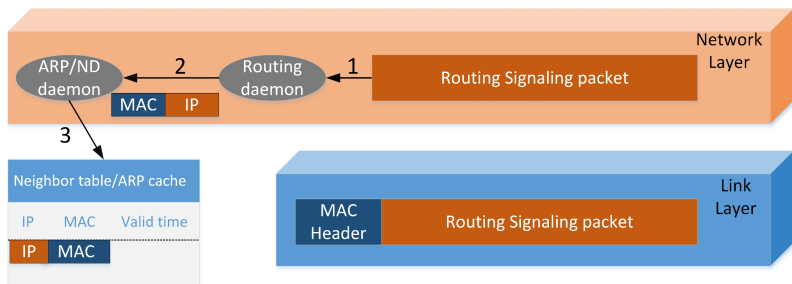 Network
Layer
ARP/ND
daemon
2
Routing
daemon
1
Routing Signaling packet
MAC IP
3
Neighbor table/ARP cache
IP MAC Valid time
IP MAC
Link
Layer
MAC
Header
Routing Signaling packet